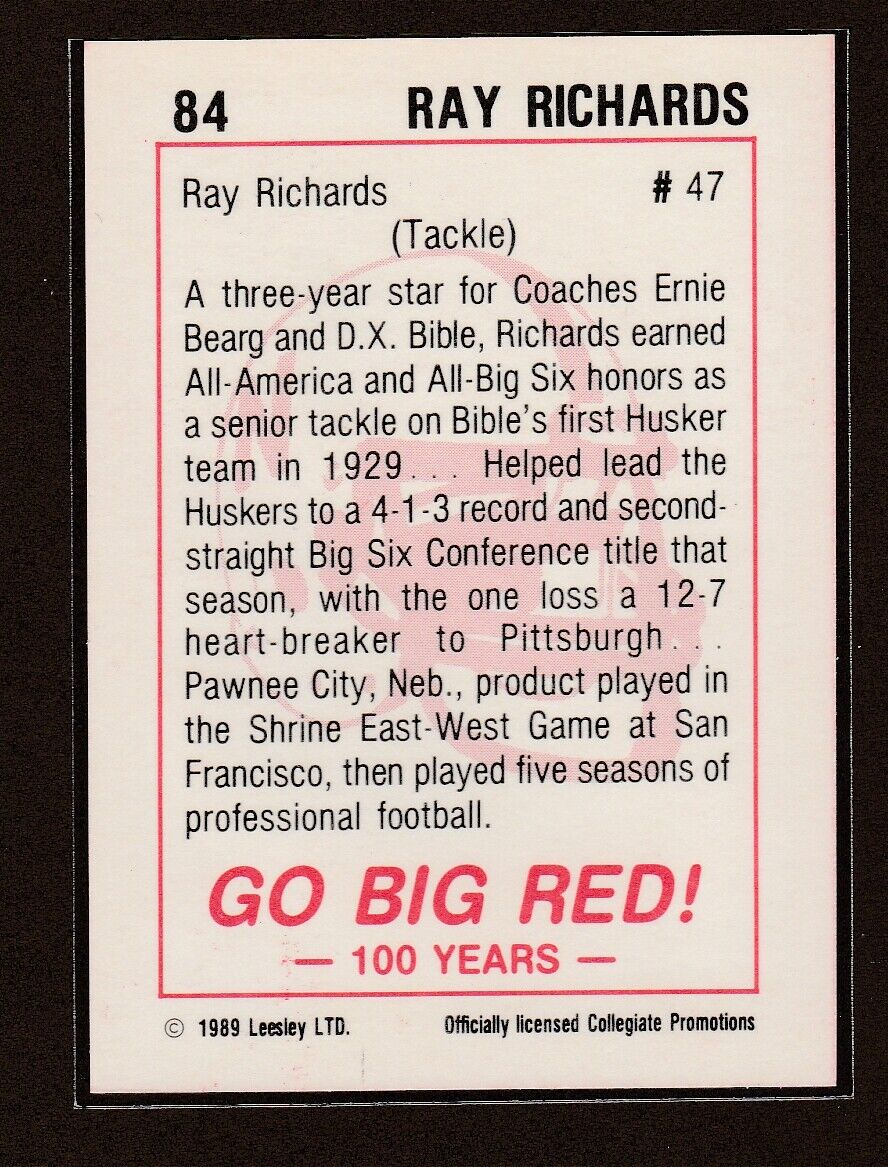 84 RAY RICHARDS
Ray Richards # 47
(Tackle)
A three-year star for Coaches Ernie
Bearg and D.X. Bible, Richards earned
All-America and All-Big Six honors as
a senior tackle on Bible's first Husker
team in 1929 . . . Helped lead the
Huskers to a 4-1-3 record and second-
straight Big Six Conference title that
season, with the one loss a 12-7
heart-breaker to Pittsburgh . . .
Pawnee City, Neb., product played in
the Shrine East-West Game at San
Francisco, then played five seasons of
professional football.
GO BIG RED!
— 100 YEARS —
© 1989 Leesley LTD. Officially licensed Collegiate Promotions